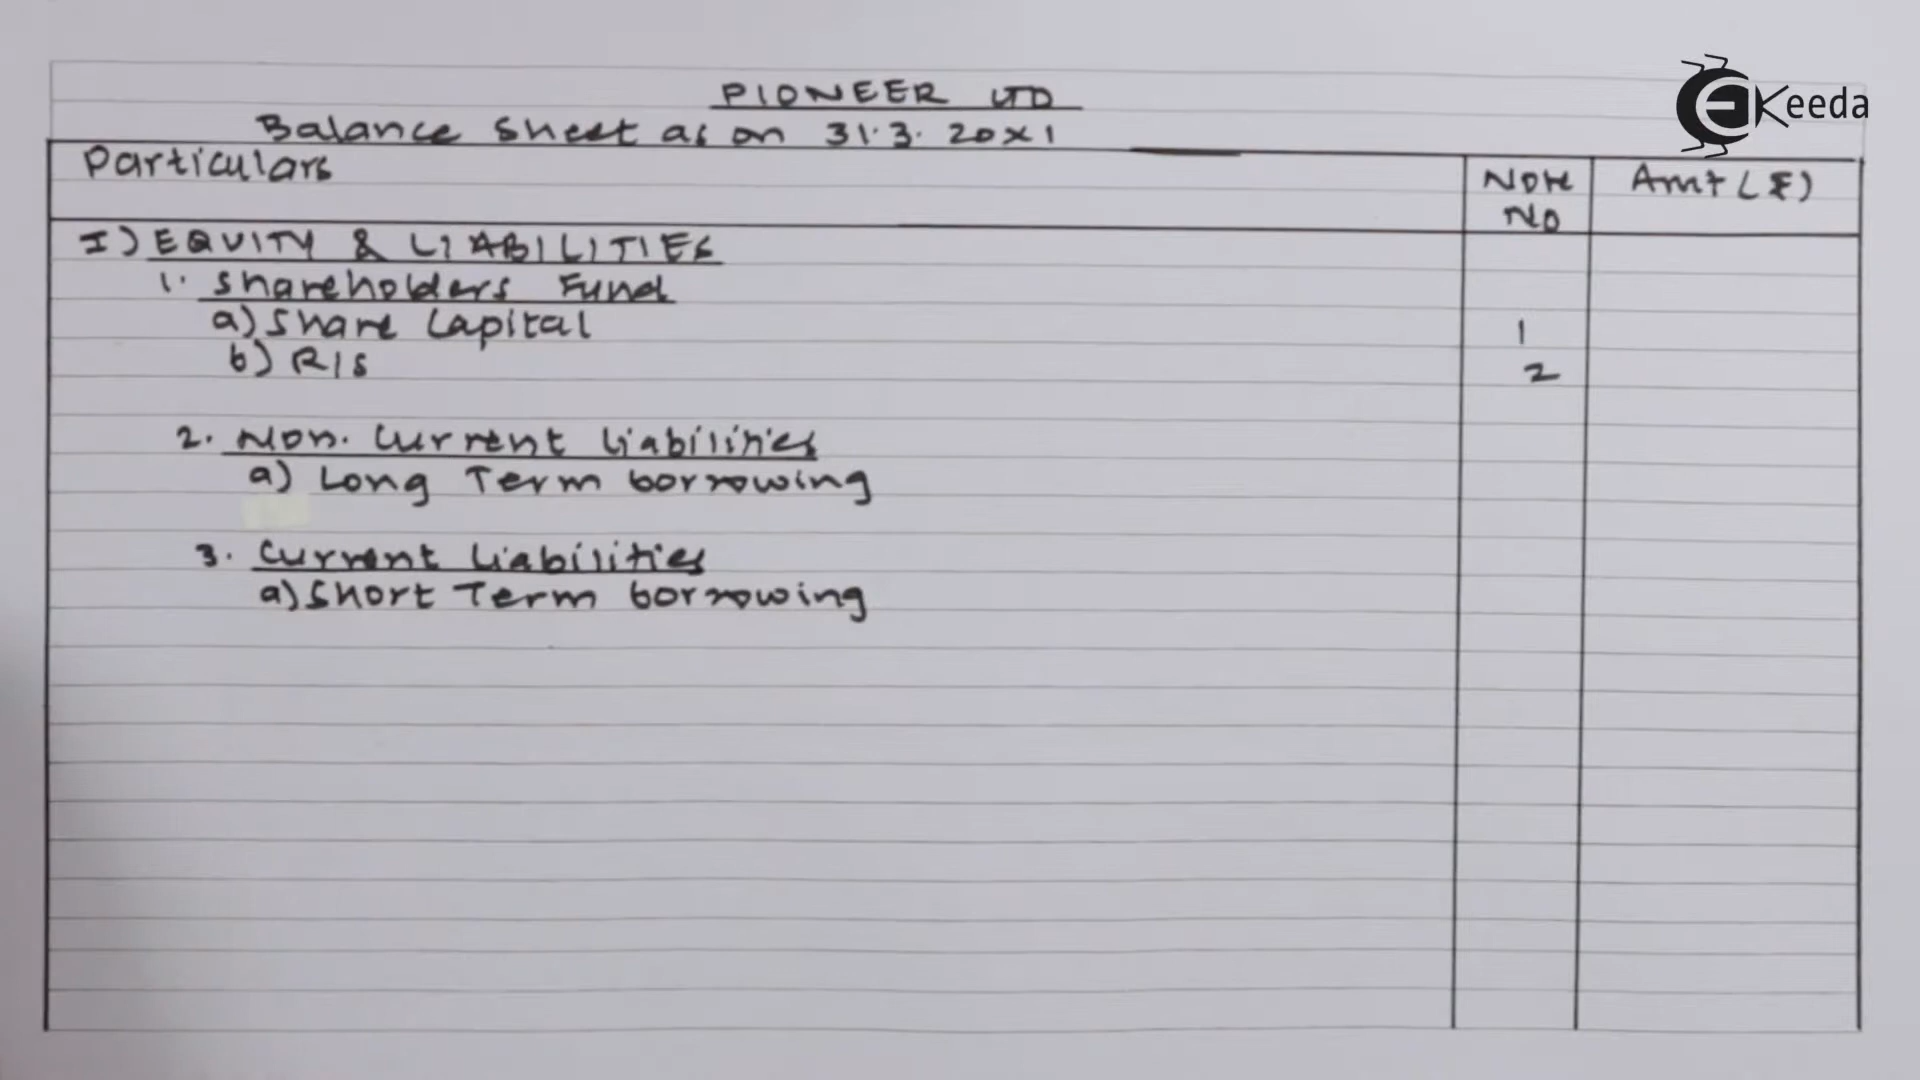 PIONEER LTD
Balance sheet as on 31.3.20x1
Particulars
Note No
Amt (₹)
I) EQUITY & LIABILITIES
1. Shareholders Fund
a) Share Capital
1
b) R/S
2
2. Non. Current liabilities
a) Long Term borrowing
3. Current liabilities
a) Short Term borrowing
EKeeda